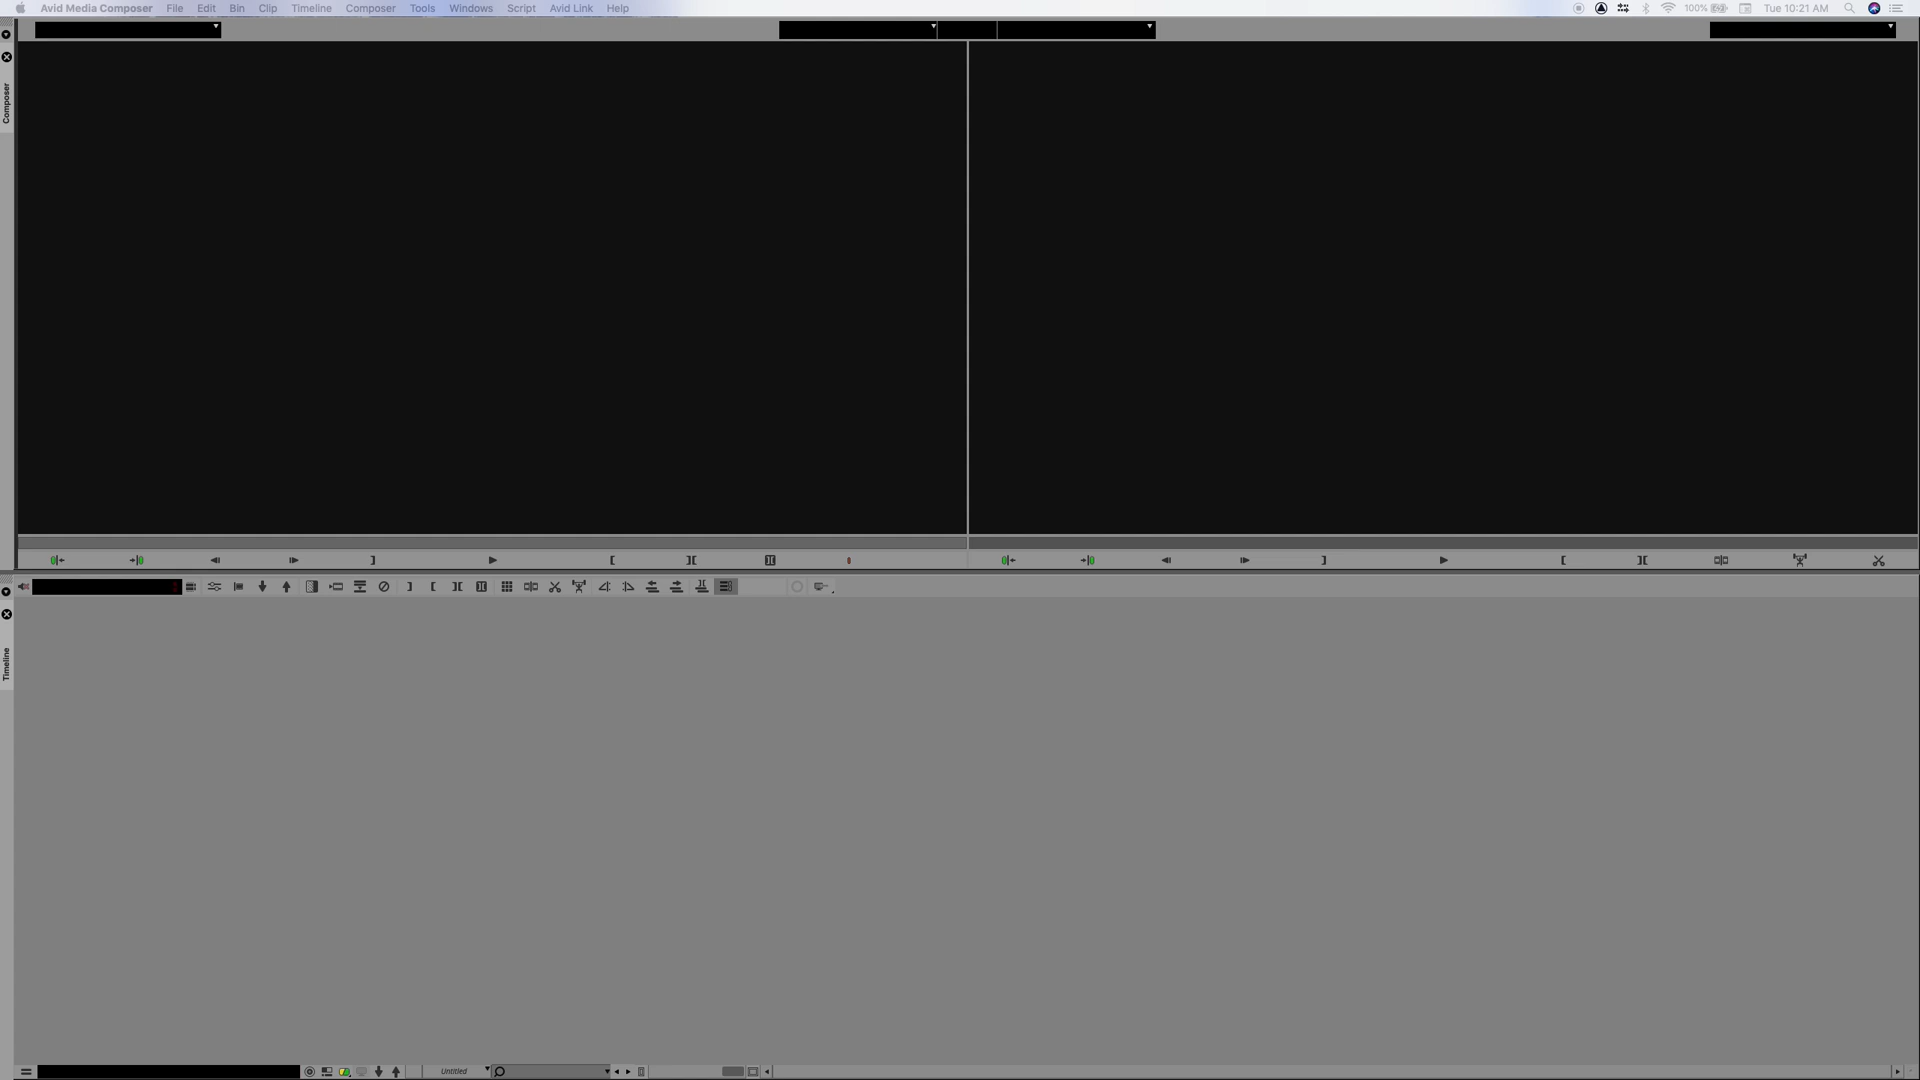 Avid Media Composer File Edit Bin Clip Timeline Composer Tools Windows Script Avid Link Help 100% Tue 10:21 AM
Composer
Timeline
Untitled